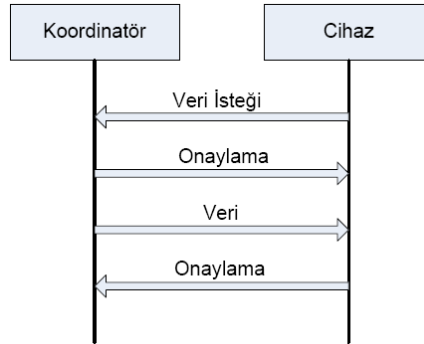 Koordinatör
Cihaz
Veri İsteği
Onaylama
Veri
Onaylama